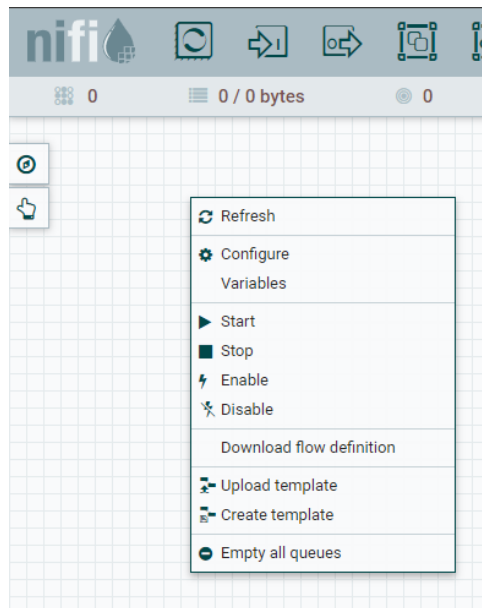 nifi
0
0 / 0 bytes
0
Refresh
Configure
Variables
Start
Stop
Enable
Disable
Download flow definition
Upload template
Create template
Empty all queues